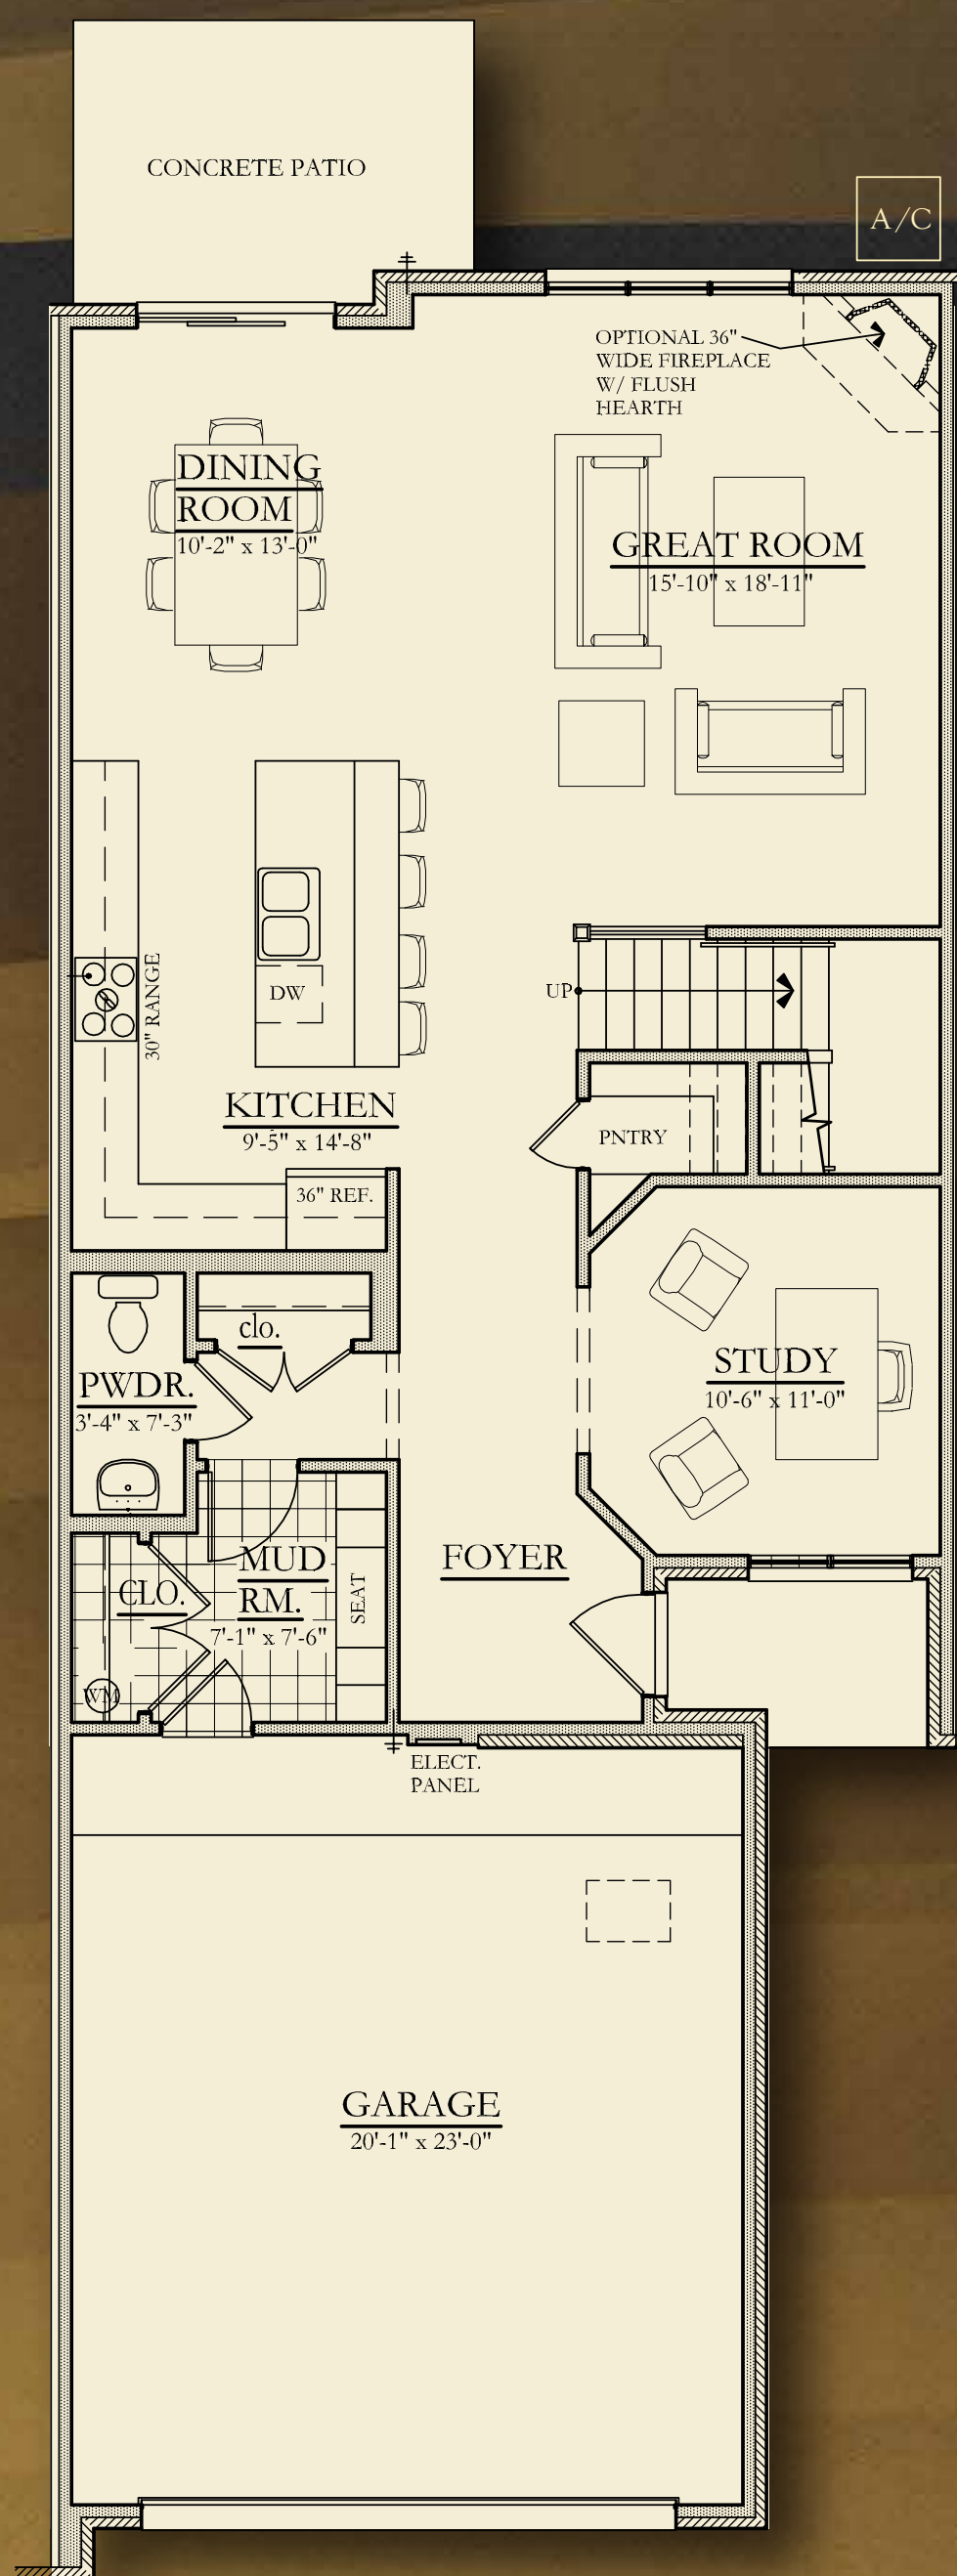 CONCRETE PATIO
A/C
OPTIONAL 36"
WIDE FIREPLACE
W/ FLUSH
HEARTH
DINING
ROOM
10'-2" x 13'-0"
GREAT ROOM
15'-10" x 18'-11"
30" RANGE
DW
UP
KITCHEN
9'-5" x 14'-8"
PNTRY
36" REF.
clo.
PWDR.
3'-4" x 7'-3"
STUDY
10'-6" x 11'-0"
FOYER
MUD
RM.
7'-1" x 7'-6"
CLO.
SEAT
WM
ELECT.
PANEL
GARAGE
20'-1" x 23'-0"